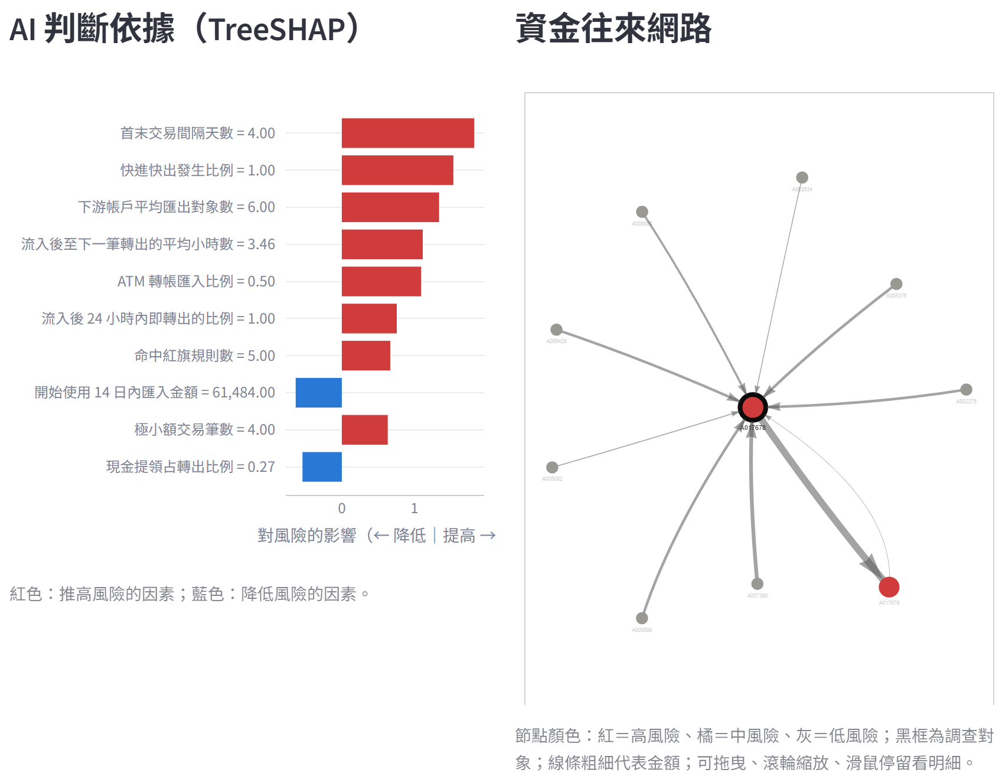 AI 判斷依據（TreeSHAP）
首末交易間隔天數 = 4.00
快進快出發生比例 = 1.00
下游帳戶平均匯出對象數 = 6.00
流入後至下一筆轉出的平均小時數 = 3.46
ATM 轉帳匯入比例 = 0.50
流入後 24 小時內即轉出的比例 = 1.00
命中紅旗規則數 = 5.00
開始使用 14 日內匯入金額 = 61,484.00
極小額交易筆數 = 4.00
現金提領占轉出比例 = 0.27
0 1
對風險的影響（← 降低｜提高 →
紅色：推高風險的因素；藍色：降低風險的因素。
資金往來網路
A002634
A005376
A006425
A002375
A017678
A005092
A007360
A017679
A009890
節點顏色：紅＝高風險、橘＝中風險、灰＝低風險；黑框為調查對
象；線條粗細代表金額；可拖曳、滾輪縮放、滑鼠停留看明細。